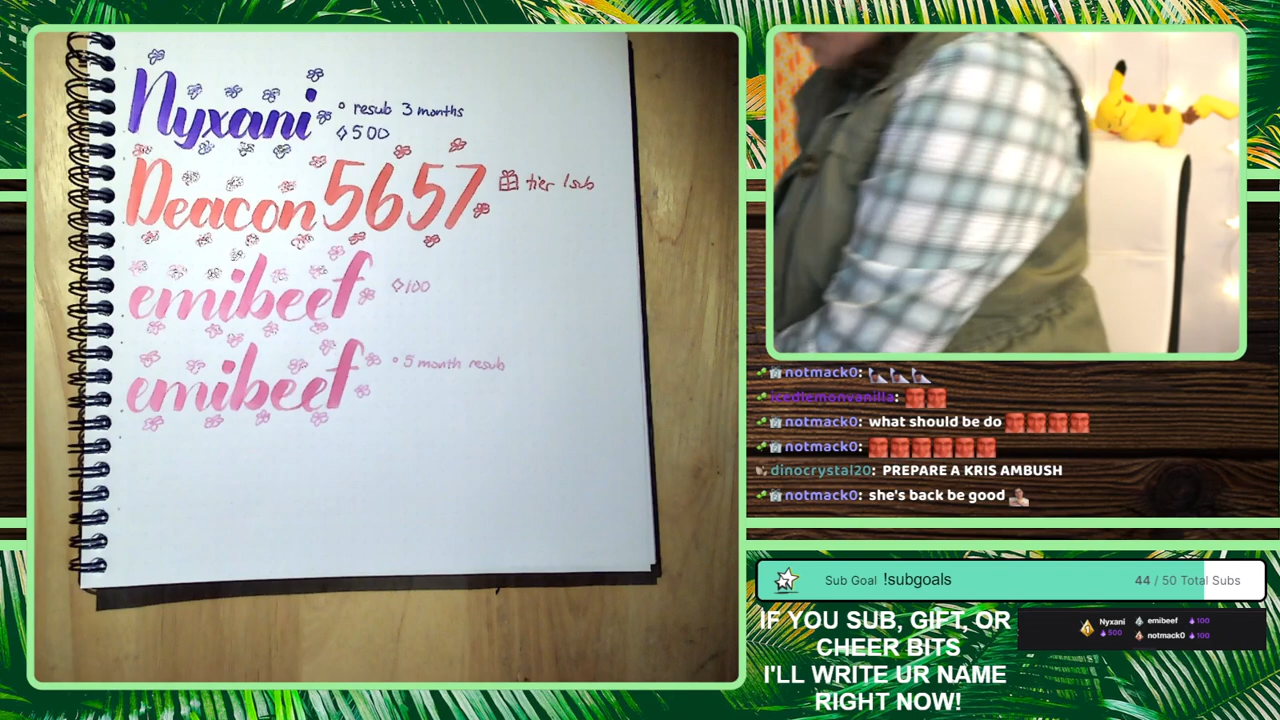 Nyxani
° resub 3 months
◊500
Deacon5657
tier 1 sub
emibeef
◊100
emibeef
° 5 month resub
notmack0:
icedlemonvanilla:
notmack0: what should be do
notmack0:
dinocrystal20: PREPARE A KRIS AMBUSH
notmack0: she's back be good
Sub Goal !subgoals
44 / 50 Total Subs
IF YOU SUB, GIFT, OR
CHEER BITS
I'LL WRITE UR NAME
RIGHT NOW!
1 Nyxani 500
emibeef 100
notmack0 100